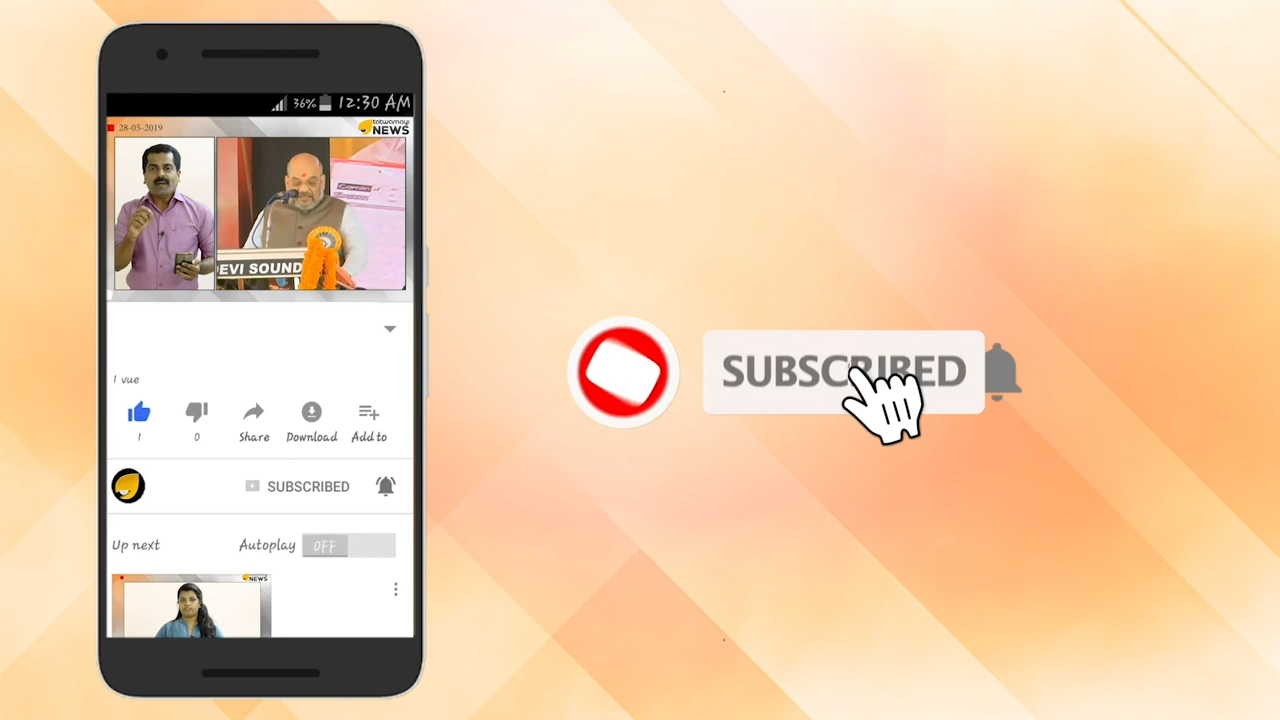 36% 12:30 AM
28-05-2019
tatwamayi
NEWS
DEVI SOUND
1 vue
1
0
Share
Download
Add to
SUBSCRIBED
Up next
Autoplay
OFF
NEWS
SUBSCRIBED